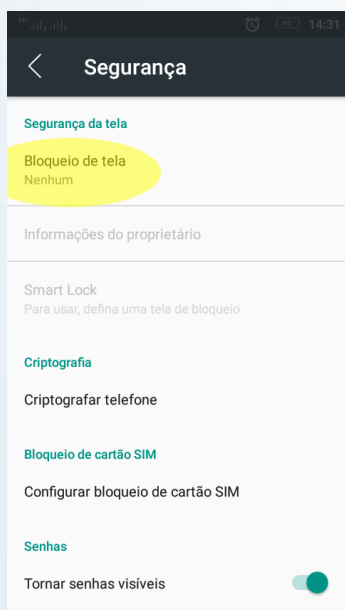 H+ 66 14:31
Segurança
Segurança da tela
Bloqueio de tela
Nenhum
Informações do proprietário
Smart Lock
Para usar, defina uma tela de bloqueio
Criptografia
Criptografar telefone
Bloqueio de cartão SIM
Configurar bloqueio de cartão SIM
Senhas
Tornar senhas visíveis